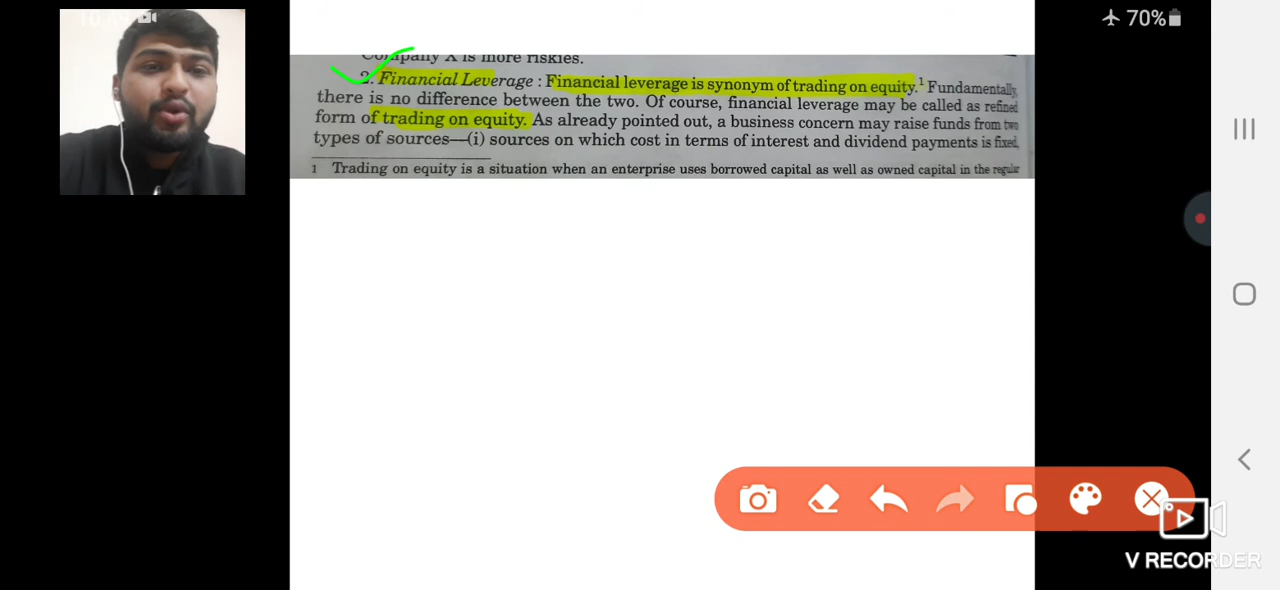 70%
Company X is more riskies.
2. Financial Leverage : Financial leverage is synonym of trading on equity.¹ Fundamentally,
there is no difference between the two. Of course, financial leverage may be called as refined
form of trading on equity. As already pointed out, a business concern may raise funds from two
types of sources—(i) sources on which cost in terms of interest and dividend payments is fixed,
1 Trading on equity is a situation when an enterprise uses borrowed capital as well as owned capital in the regular
V RECORDER